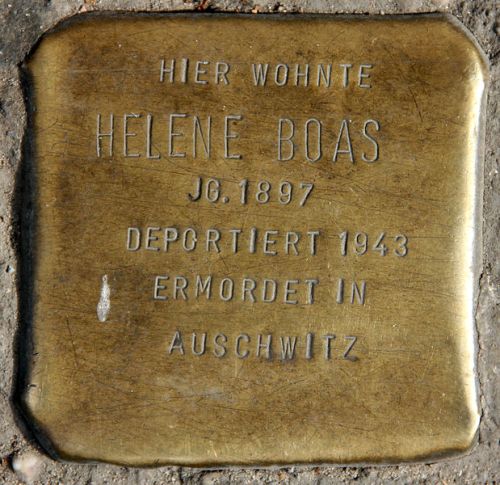 HIER WOHNTE
HELENE BOAS
JG. 1897
DEPORTIERT 1943
ERMORDET IN
AUSCHWITZ